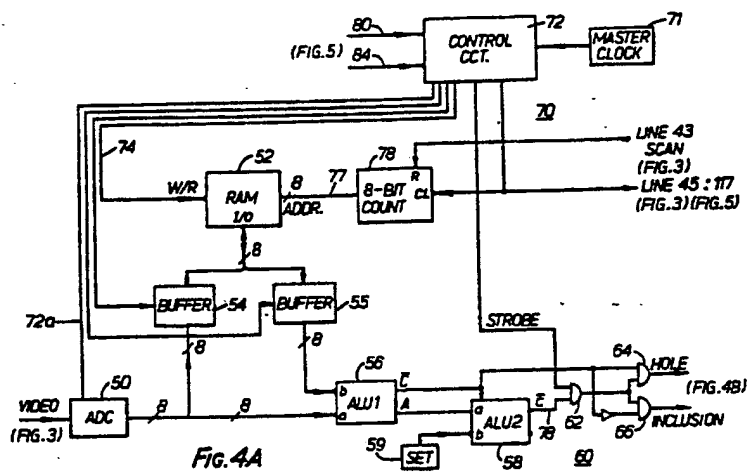 80
(FIG.5)
84
CONTROL
CCT.
72
MASTER
CLOCK
71
70
74
52
W/R
RAM
I/O
8
ADDR.
77
78
8-BIT
COUNT
R
CL
LINE 43
SCAN
(FIG.3)
LINE 45 : 117
(FIG.3)(FIG.5)
8
BUFFER
54
BUFFER
55
72a
8
8
STROBE
VIDEO
(FIG.3)
50
ADC
8
8
56
b
a
ALU1
C̅
A
a
b
ALU2
58
E̅
78
62
64
HOLE
(FIG.4B)
66
INCLUSION
59
SET
60
FIG.4A